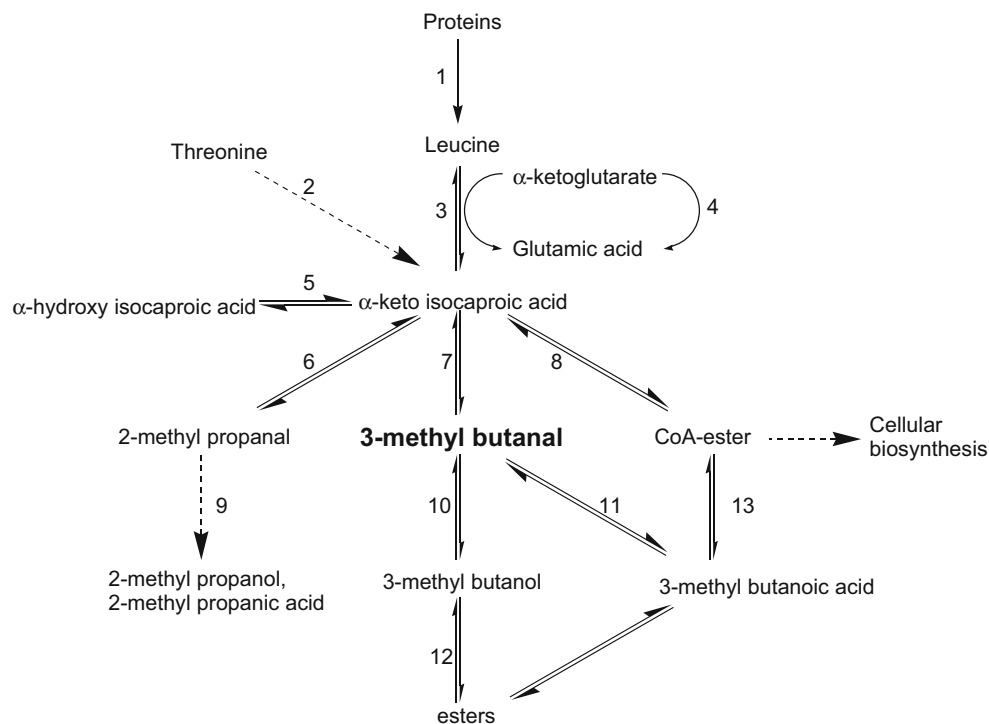 Proteins
1
Leucine
Threonine
2
3
α-ketoglutarate
4
Glutamic acid
5
α-hydroxy isocaproic acid
α-keto isocaproic acid
6
7
8
2-methyl propanal
3-methyl butanal
CoA-ester
Cellular
biosynthesis
9
10
11
13
2-methyl propanol,
2-methyl propanic acid
3-methyl butanol
3-methyl butanoic acid
12
esters